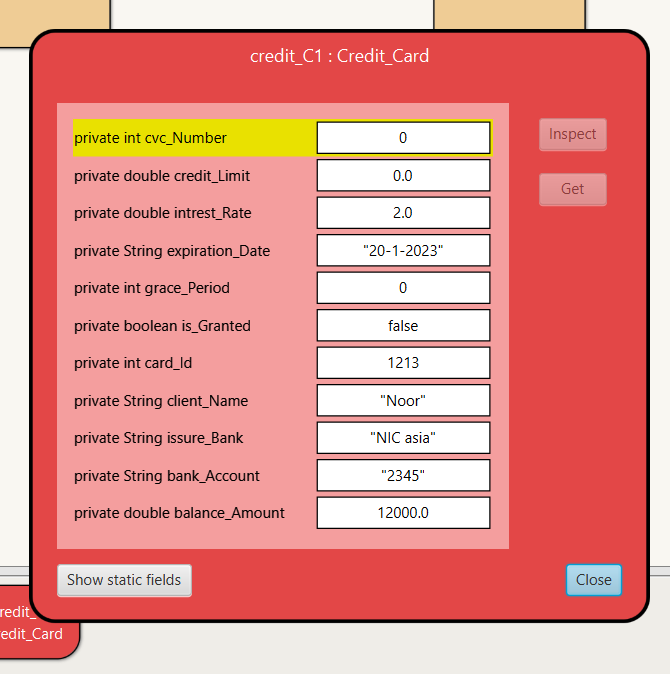 credit_C1 : Credit_Card
private int cvc_Number 0
Inspect
private double credit_Limit 0.0
Get
private double intrest_Rate 2.0
private String expiration_Date "20-1-2023"
private int grace_Period 0
private boolean is_Granted false
private int card_Id 1213
private String client_Name "Noor"
private String issure_Bank "NIC asia"
private String bank_Account "2345"
private double balance_Amount 12000.0
Show static fields
Close
redit_
redit_Card